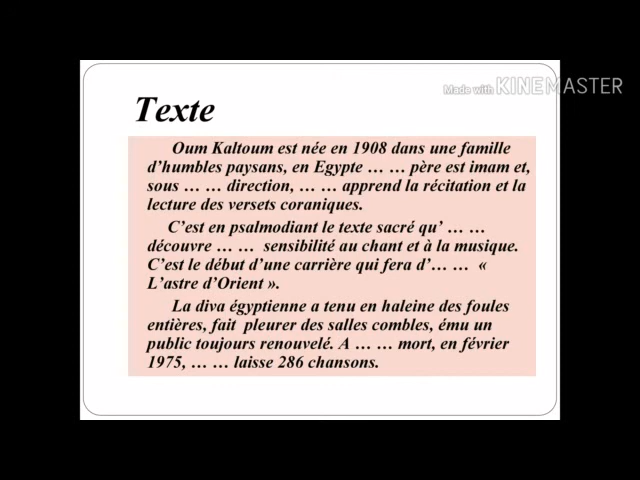 Made with KINEMASTER
Texte
Oum Kaltoum est née en 1908 dans une famille
d'humbles paysans, en Egypte … … père est imam et,
sous … … direction, … … apprend la récitation et la
lecture des versets coraniques.
C'est en psalmodiant le texte sacré qu' … …
découvre … … sensibilité au chant et à la musique.
C'est le début d'une carrière qui fera d'… … «
L'astre d'Orient ».
La diva égyptienne a tenu en haleine des foules
entières, fait pleurer des salles combles, ému un
public toujours renouvelé. A … … mort, en février
1975, … … laisse 286 chansons.